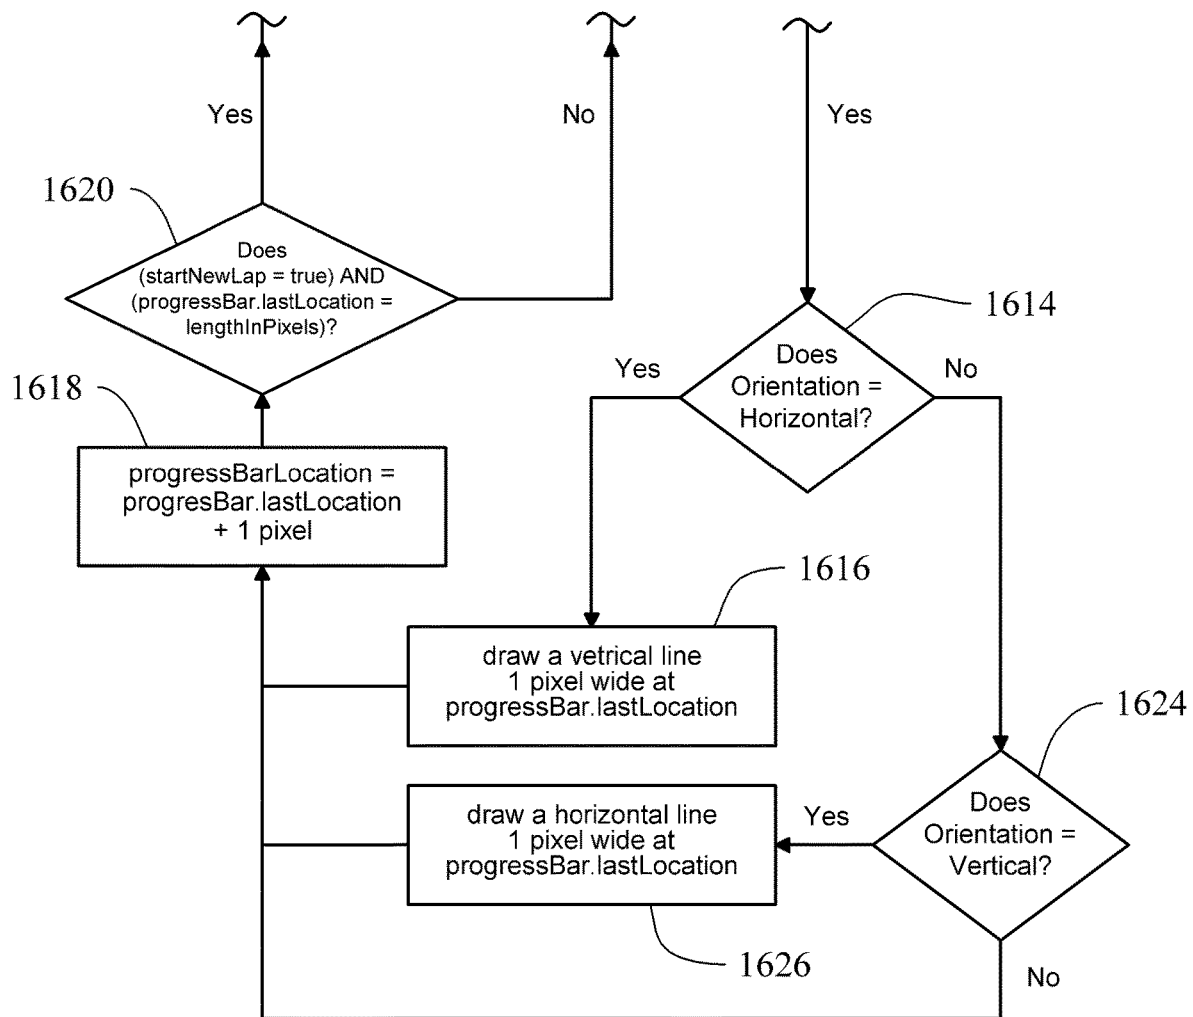 Yes
No
Yes
1620
Does
(startNewLap = true) AND
(progressBar.lastLocation =
lengthInPixels)?
1614
Does
Orientation =
Horizontal?
Yes
No
1618
progressBarLocation =
progresBar.lastLocation
+ 1 pixel
1616
draw a vetrical line
1 pixel wide at
progressBar.lastLocation
1624
Does
Orientation =
Vertical?
Yes
draw a horizontal line
1 pixel wide at
progressBar.lastLocation
1626
No